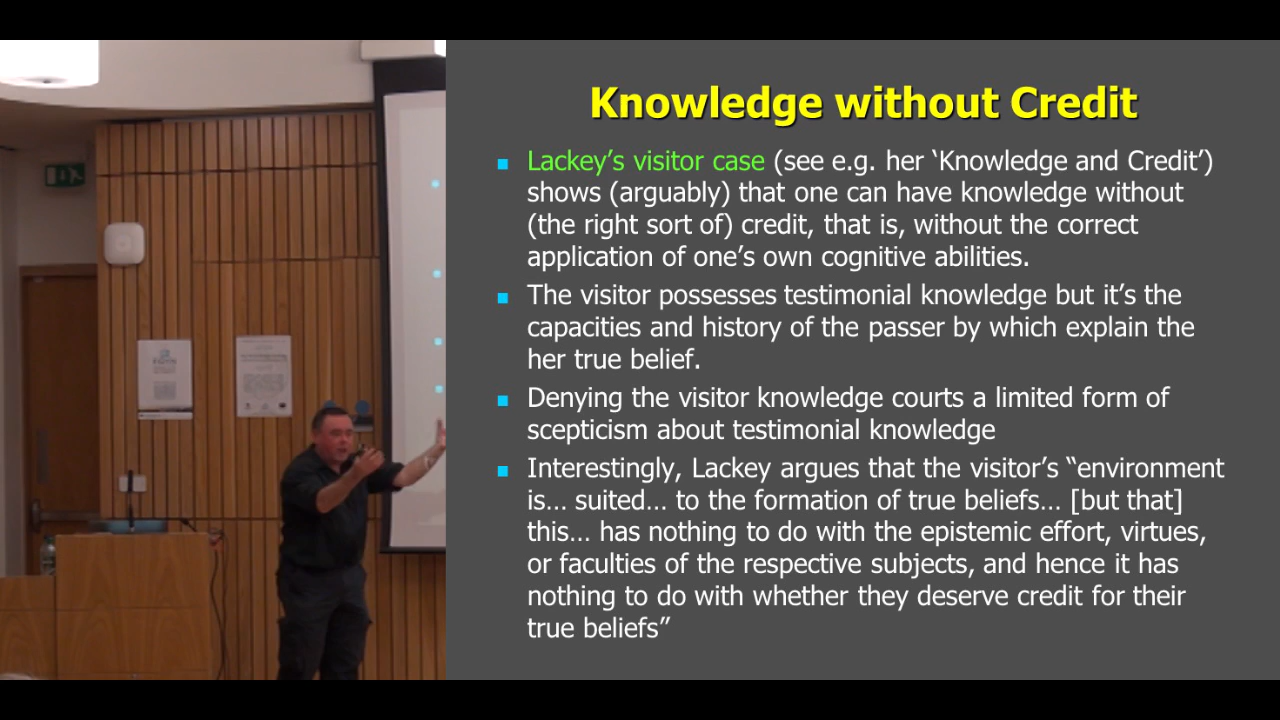 Knowledge without Credit
Lackey’s visitor case (see e.g. her ‘Knowledge and Credit’)
shows (arguably) that one can have knowledge without
(the right sort of) credit, that is, without the correct
application of one’s own cognitive abilities.
The visitor possesses testimonial knowledge but it’s the
capacities and history of the passer by which explain the
her true belief.
Denying the visitor knowledge courts a limited form of
scepticism about testimonial knowledge
Interestingly, Lackey argues that the visitor’s “environment
is… suited… to the formation of true beliefs… [but that]
this… has nothing to do with the epistemic effort, virtues,
or faculties of the respective subjects, and hence it has
nothing to do with whether they deserve credit for their
true beliefs”